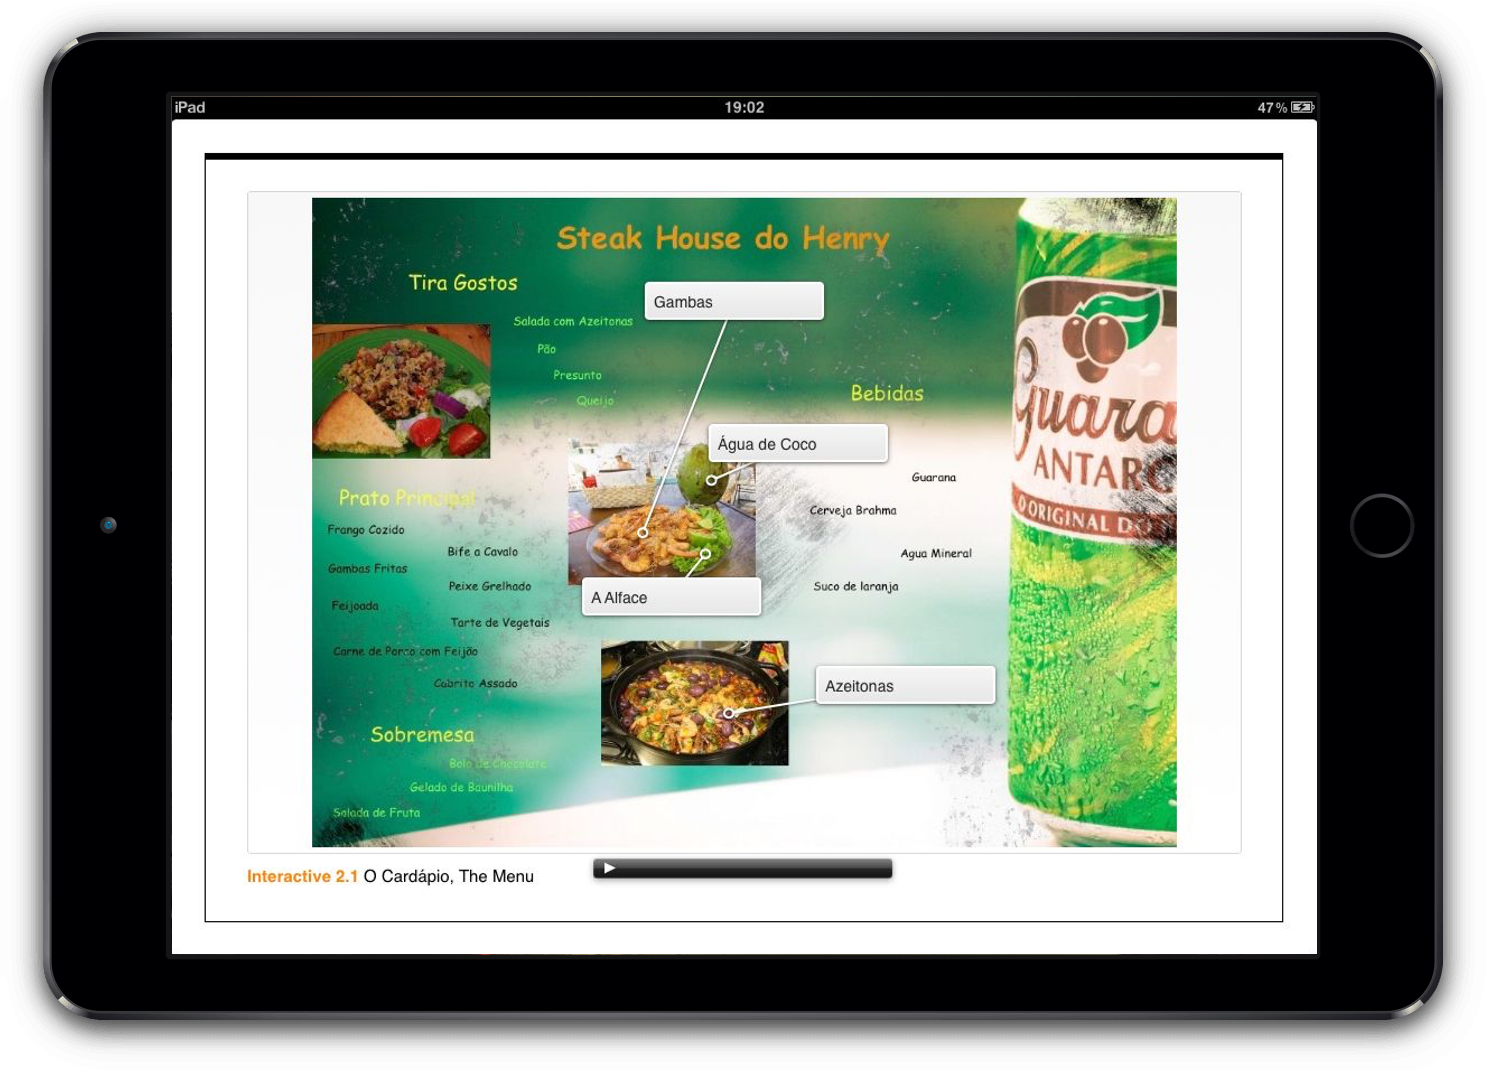 iPad
19:02
47%
Steak House do Henry
Tira Gostos
Salada com Azeitonas
Pão
Presunto
Queijo
Gambas
Bebidas
Água de Coco
Guarana
Cerveja Brahma
Agua Mineral
Suco de laranja
Prato Principal
Frango Cozido
Bife a Cavalo
Gambas Fritas
Peixe Grelhado
Feijoada
Tarte de Vegetais
Carne de Porco com Feijão
Cabrito Assado
A Alface
Azeitonas
Sobremesa
Bolo de Chocolate
Gelado de Baunilha
Salada de Fruta
Guara
ANTARC
O ORIGINAL DO
Interactive 2.1 O Cardápio, The Menu